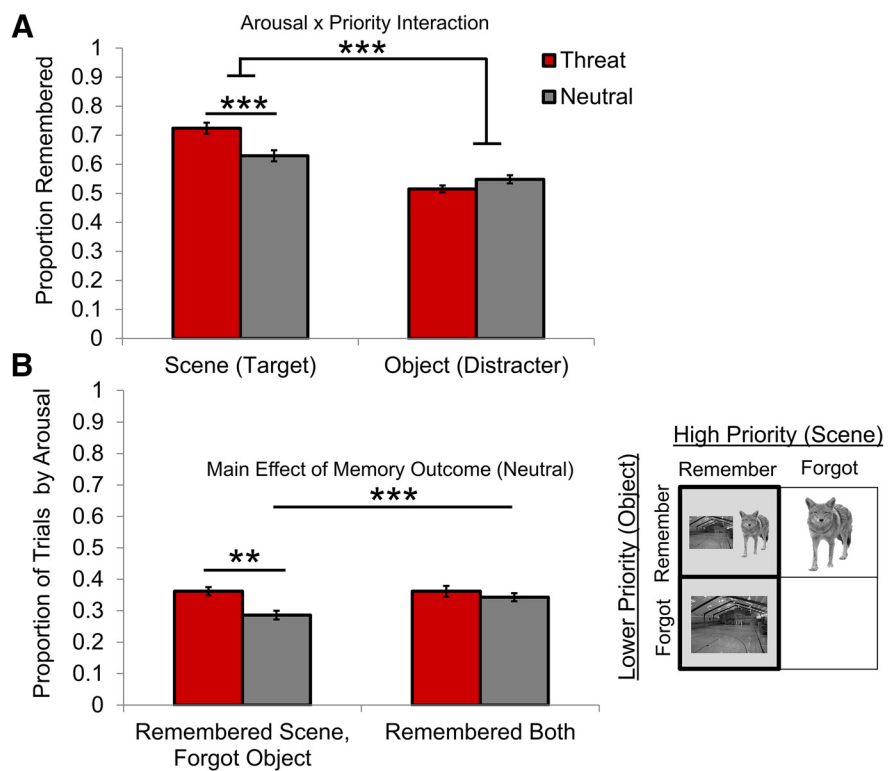 A
Arousal x Priority Interaction
***
***
Threat
Neutral
Proportion Remembered
1
0.9
0.8
0.7
0.6
0.5
0.4
0.3
0.2
0.1
0
Scene (Target)
Object (Distracter)
B
Proportion of Trials by Arousal
1
0.9
0.8
0.7
0.6
0.5
0.4
0.3
0.2
0.1
0
Main Effect of Memory Outcome (Neutral)
***
**
Remembered Scene,
Forgot Object
Remembered Both
High Priority (Scene)
Remember
Forgot
Lower Priority (Object)
Remember
Forgot